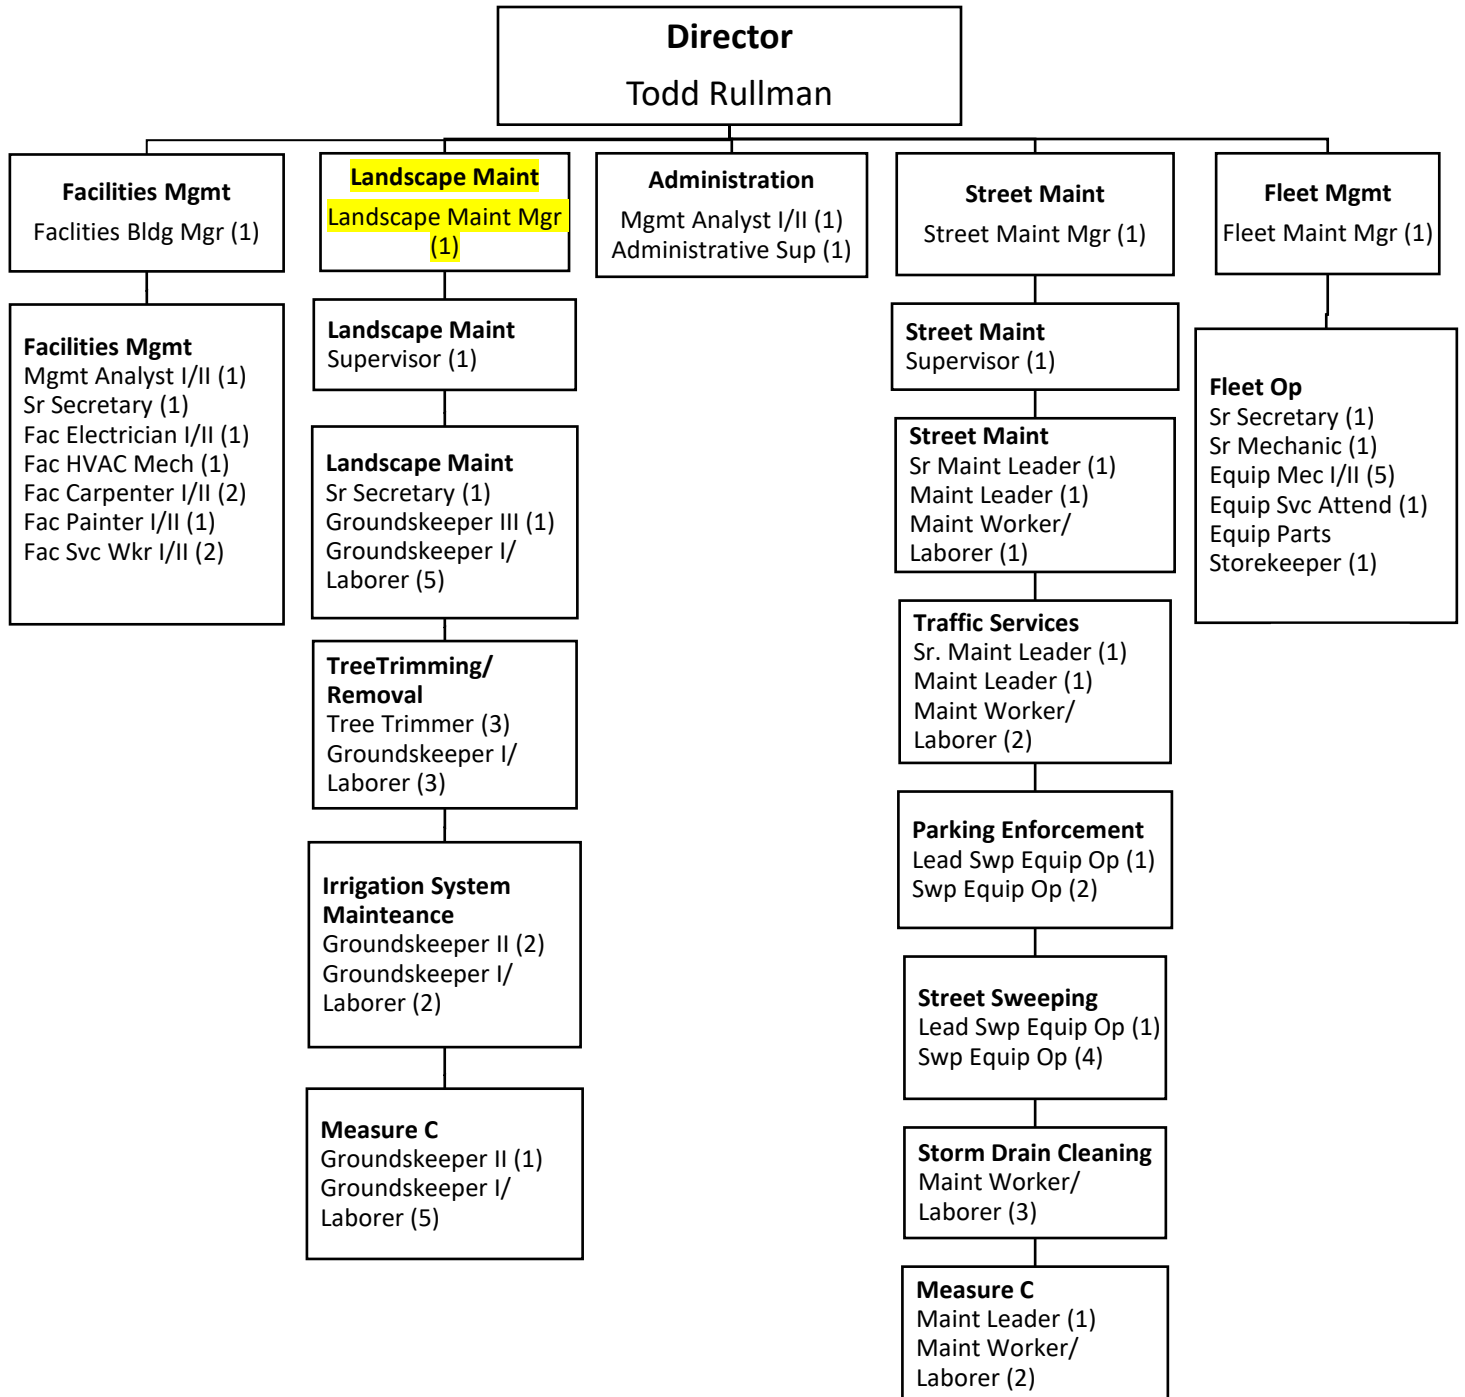 Director
Todd Rullman
Facilities Mgmt
Faclities Bldg Mgr (1)
Landscape Maint
Landscape Maint Mgr
(1)
Administration
Mgmt Analyst I/II (1)
Administrative Sup (1)
Street Maint
Street Maint Mgr (1)
Fleet Mgmt
Fleet Maint Mgr (1)
Facilities Mgmt
Mgmt Analyst I/II (1)
Sr Secretary (1)
Fac Electrician I/II (1)
Fac HVAC Mech (1)
Fac Carpenter I/II (2)
Fac Painter I/II (1)
Fac Svc Wkr I/II (2)
Landscape Maint
Supervisor (1)
Landscape Maint
Sr Secretary (1)
Groundskeeper III (1)
Groundskeeper I/
Laborer (5)
TreeTrimming/
Removal
Tree Trimmer (3)
Groundskeeper I/
Laborer (3)
Irrigation System
Mainteance
Groundskeeper II (2)
Groundskeeper I/
Laborer (2)
Measure C
Groundskeeper II (1)
Groundskeeper I/
Laborer (5)
Street Maint
Supervisor (1)
Street Maint
Sr Maint Leader (1)
Maint Leader (1)
Maint Worker/
Laborer (1)
Traffic Services
Sr. Maint Leader (1)
Maint Leader (1)
Maint Worker/
Laborer (2)
Parking Enforcement
Lead Swp Equip Op (1)
Swp Equip Op (2)
Street Sweeping
Lead Swp Equip Op (1)
Swp Equip Op (4)
Storm Drain Cleaning
Maint Worker/
Laborer (3)
Measure C
Maint Leader (1)
Maint Worker/
Laborer (2)
Fleet Op
Sr Secretary (1)
Sr Mechanic (1)
Equip Mec I/II (5)
Equip Svc Attend (1)
Equip Parts
Storekeeper (1)